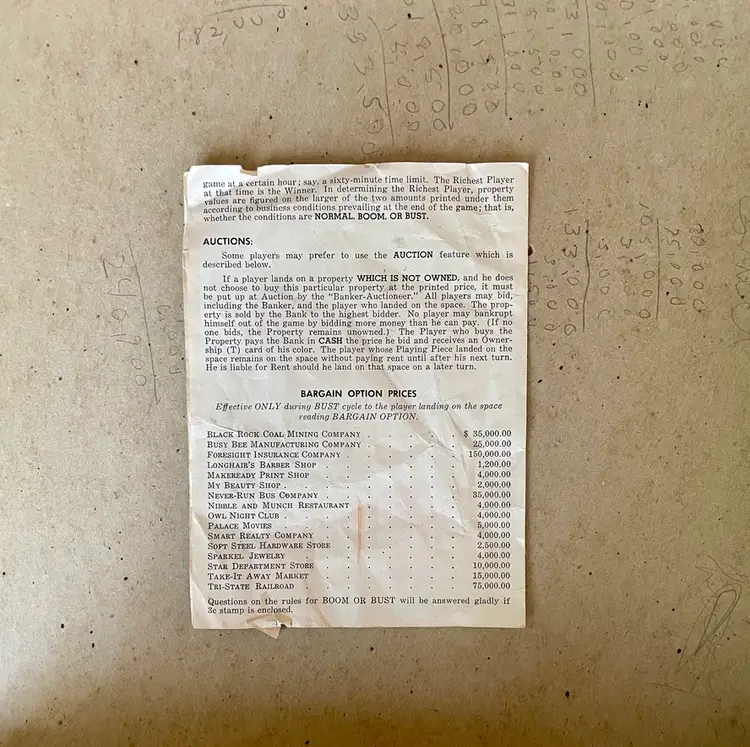 game at a certain hour; say, a sixty-minute time limit. The Richest Player
at that time is the Winner. In determining the Richest Player, property
values are figured on the larger of the two amounts printed under them
according to business conditions prevailing at the end of the game; that is,
whether the conditions are NORMAL, BOOM, OR BUST.
AUCTIONS:
Some players may prefer to use the AUCTION feature which is
described below.
If a player lands on a property WHICH IS NOT OWNED, and he does
not choose to buy this particular property at the printed price, it must
be put up at Auction by the "Banker-Auctioneer." All players may bid,
including the Banker, and the player who landed on the space. The prop-
erty is sold by the Bank to the highest bidder. No player may bankrupt
himself out of the game by bidding more money than he can pay. (If no
one bids, the Property remains unowned.) The Player who buys the
Property pays the Bank in CASH the price he bid and receives an Owner-
ship (T) card of his color. The player whose Playing Piece landed on the
space remains on the space without paying rent until after his next turn.
He is liable for Rent should he land on that space on a later turn.
BARGAIN OPTION PRICES
Effective ONLY during BUST cycle to the player landing on the space
reading BARGAIN OPTION.
BLACK ROCK COAL MINING COMPANY . . . . . $ 35,000.00
BUSY BEE MANUFACTURING COMPANY . . . . . 25,000.00
FORESIGHT INSURANCE COMPANY . . . . . . 150,000.00
LONGHAIR'S BARBER SHOP . . . . . . 1,200.00
MAKEREADY PRINT SHOP . . . . . . 4,000.00
MY BEAUTY SHOP . . . . . . . 2,000.00
NEVER-RUN BUS COMPANY . . . . . . 35,000.00
NIBBLE AND MUNCH RESTAURANT . . . . . 4,000.00
OWL NIGHT CLUB . . . . . . . 4,000.00
PALACE MOVIES . . . . . . . 5,000.00
SMART REALTY COMPANY . . . . . . 4,000.00
SOFT STEEL HARDWARE STORE . . . . . 2,500.00
SPARKEL JEWELRY . . . . . . . 4,000.00
STAR DEPARTMENT STORE . . . . . . 10,000.00
TAKE-IT AWAY MARKET . . . . . . 15,000.00
TRI-STATE RAILROAD . . . . . . . 75,000.00
Questions on the rules for BOOM OR BUST will be answered gladly if
3c stamp is enclosed.